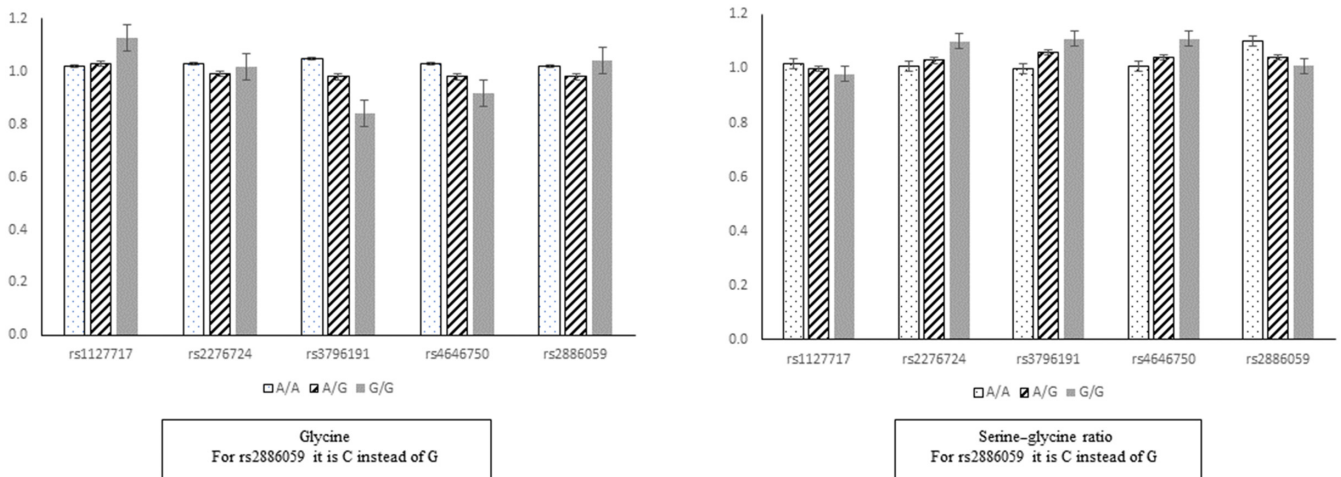 1.2
1.0
0.8
0.6
0.4
0.2
0.0
rs1127717 rs2276724 rs3796191 rs4646750 rs2886059
A/A A/G G/G
Glycine
For rs2886059 it is C instead of G
1.2
1.0
0.8
0.6
0.4
0.2
0.0
rs1127717 rs2276724 rs3796191 rs4646750 rs2886059
A/A A/G G/G
Serine–glycine ratio
For rs2886059 it is C instead of G